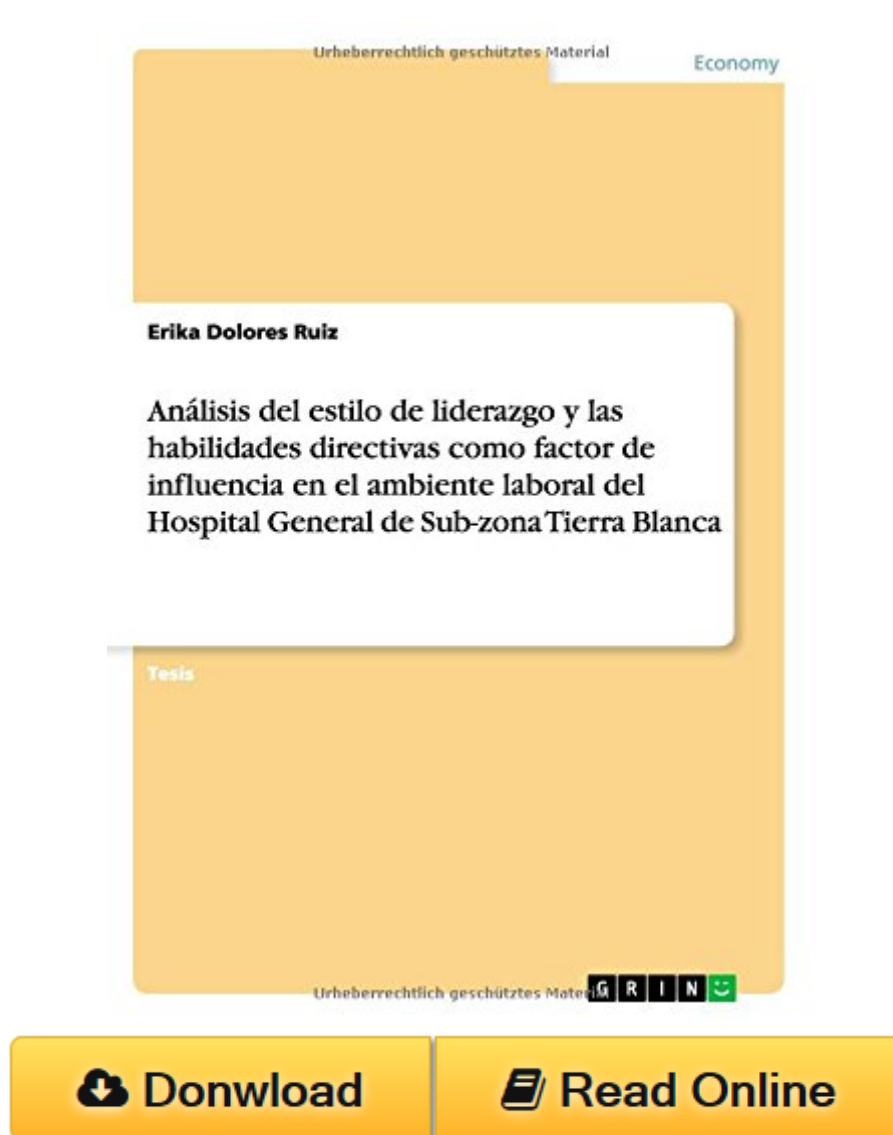 Urheberrechtlich geschütztes Material
Economy
Erika Dolores Ruiz
Análisis del estilo de liderazgo y las
habilidades directivas como factor de
influencia en el ambiente laboral del
Hospital General de Sub-zona Tierra Blanca
Tesis
Urheberrechtlich geschütztes Material
GRIN
Donwload
Read Online